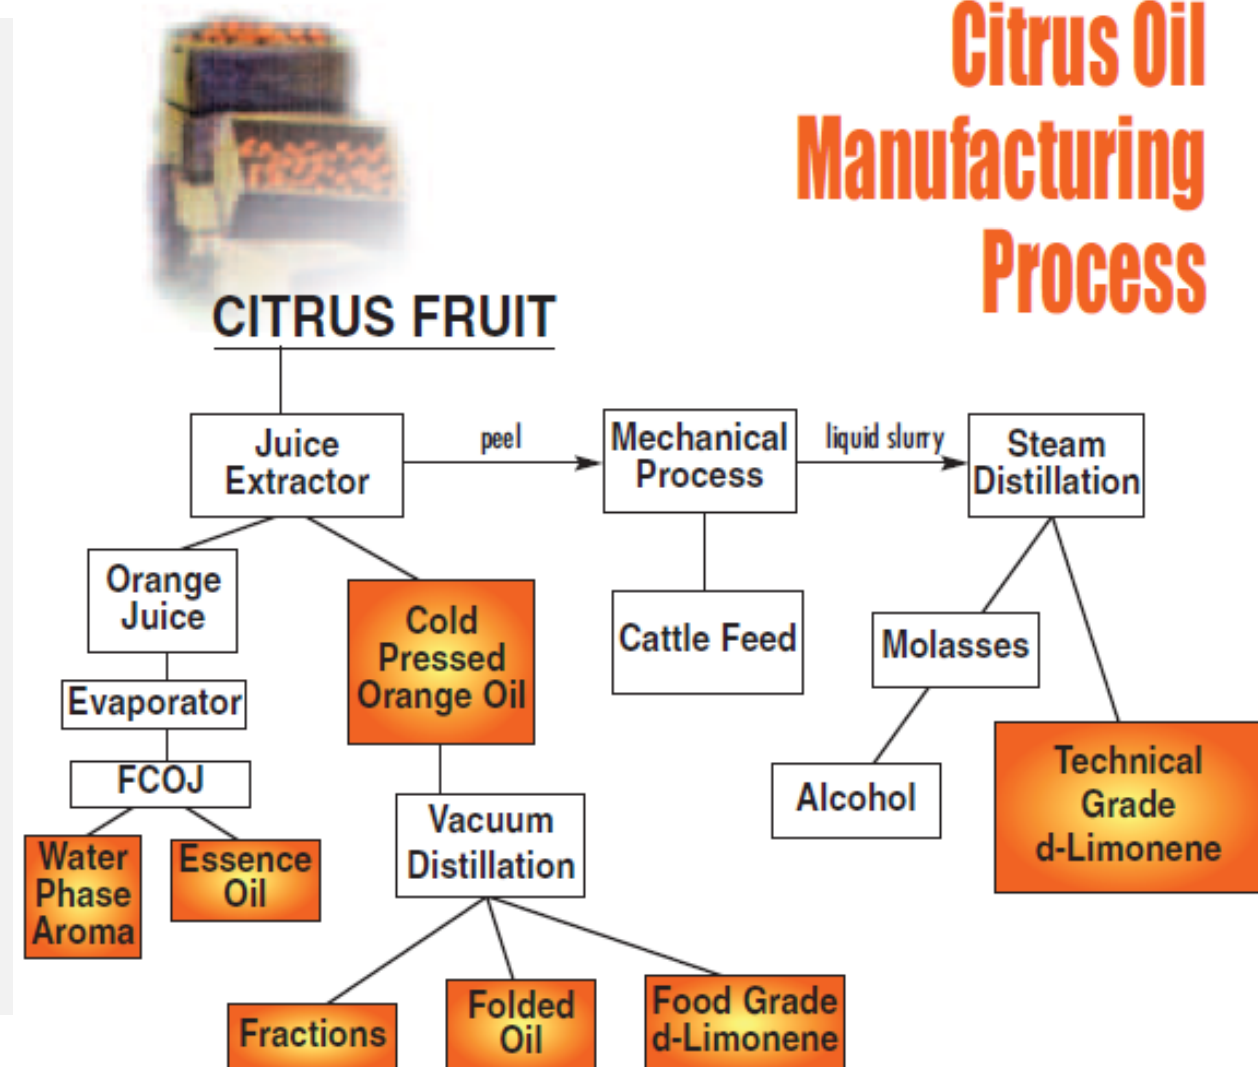 Citrus Oil
Manufacturing
Process
CITRUS FRUIT
Juice
Extractor
peel
Mechanical
Process
liquid slurry
Steam
Distillation
Orange
Juice
Cold
Pressed
Orange Oil
Cattle Feed
Molasses
Evaporator
FCOJ
Technical
Grade
d-Limonene
Alcohol
Water
Phase
Aroma
Essence
Oil
Vacuum
Distillation
Fractions
Folded
Oil
Food Grade
d-Limonene